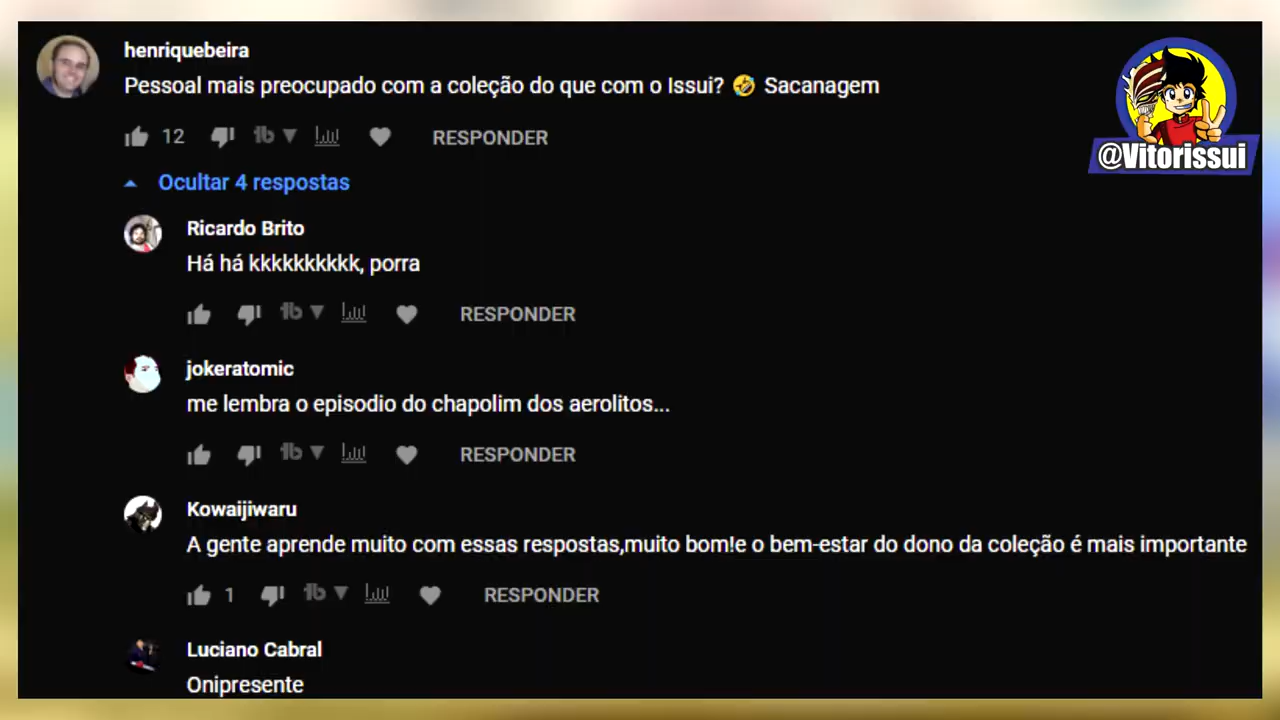 henriquebeira
Pessoal mais preocupado com a coleção do que com o Issui? 🤣 Sacanagem
12
RESPONDER
Ocultar 4 respostas
Ricardo Brito
Há há kkkkkkkkkk, porra
RESPONDER
jokeratomic
me lembra o episodio do chapolim dos aerolitos...
RESPONDER
Kowaijiwaru
A gente aprende muito com essas respostas,muito bom!e o bem-estar do dono da coleção é mais importante
1
RESPONDER
Luciano Cabral
Onipresente
@Vitorissui